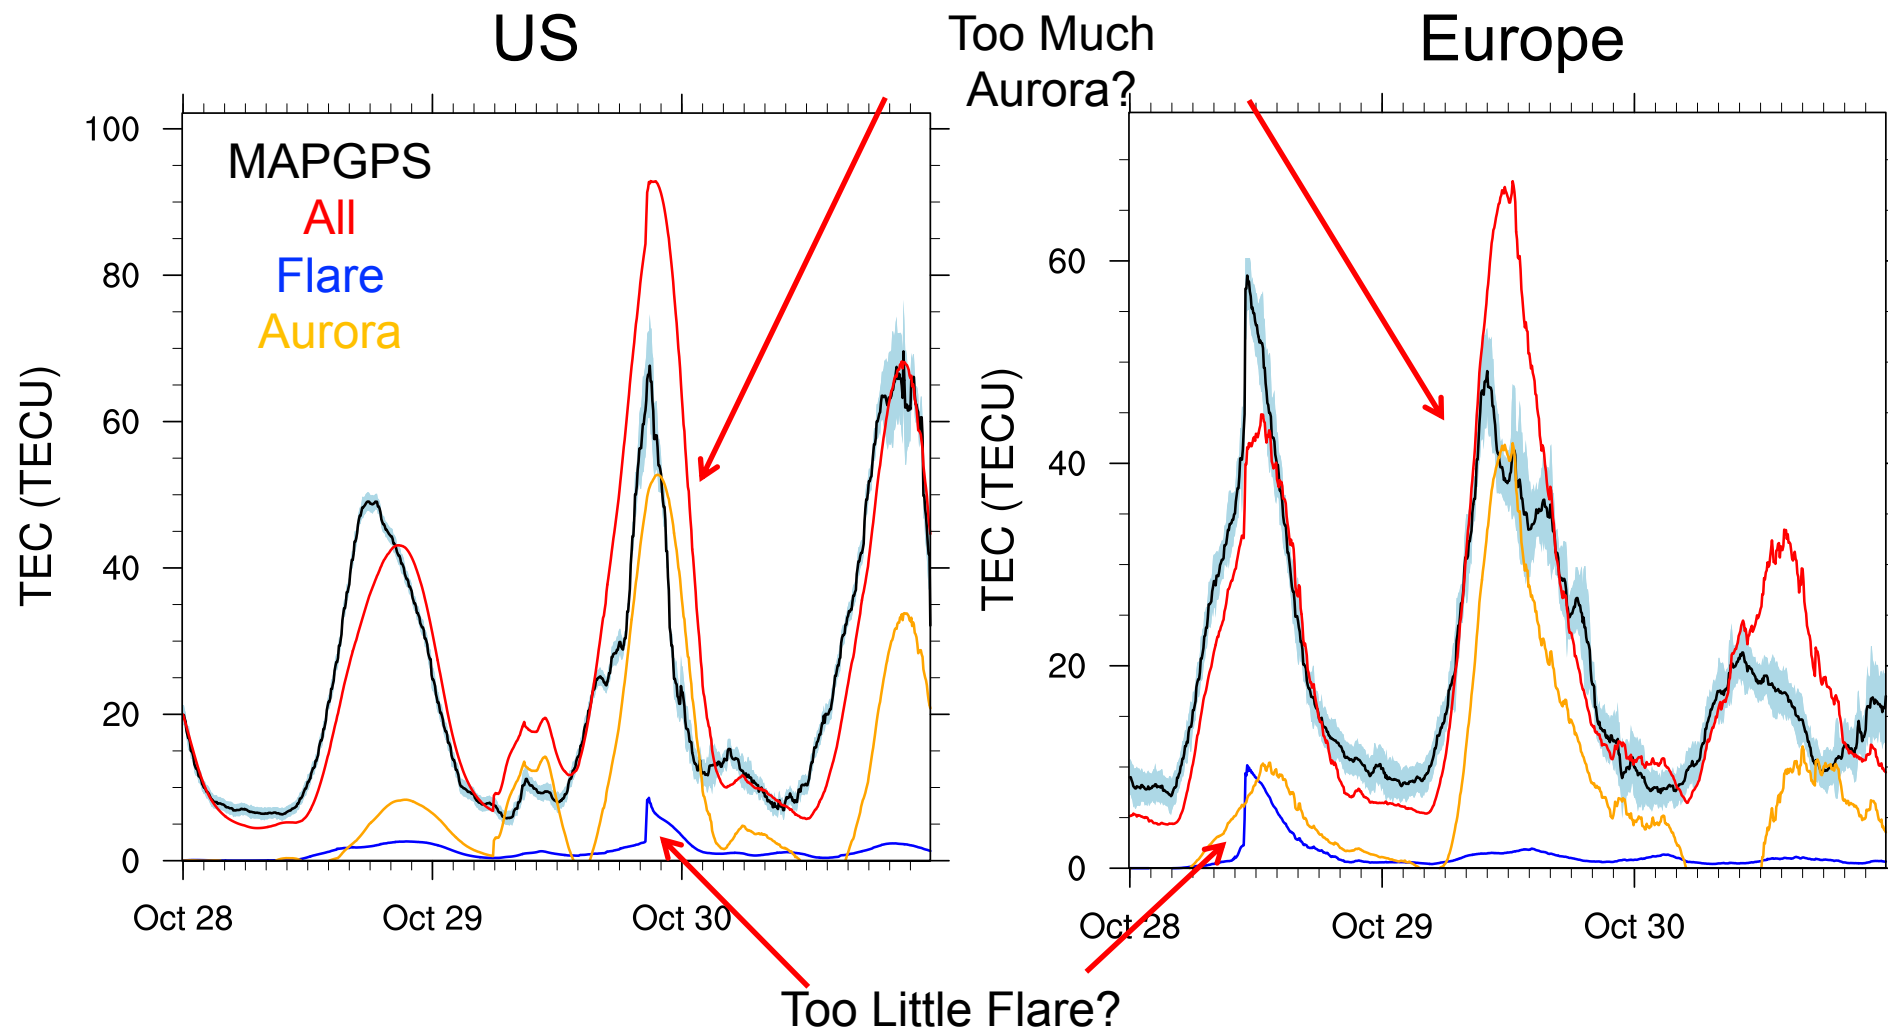 US
Too Much
Aurora?
Europe
MAPGPS
All
Flare
Aurora
100
80
60
40
20
0
TEC (TECU)
Oct 28
Oct 29
Oct 30
60
40
20
0
TEC (TECU)
Oct 28
Oct 29
Oct 30
Too Little Flare?